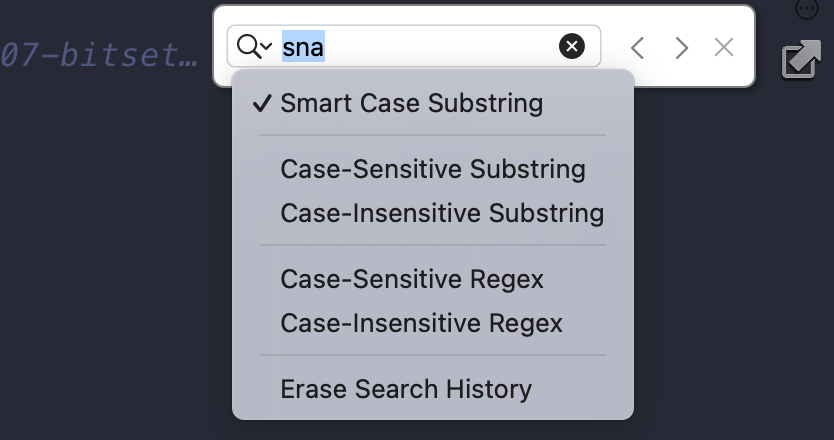 07-bitset…
sna
Smart Case Substring
Case-Sensitive Substring
Case-Insensitive Substring
Case-Sensitive Regex
Case-Insensitive Regex
Erase Search History